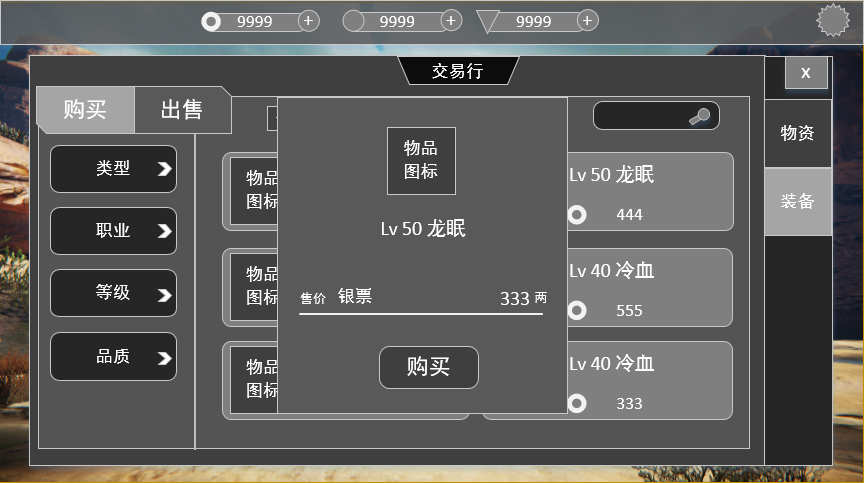 9999 + 9999 + 9999 +
交易行
X
购买 出售
物资
装备
类型
职业
等级
品质
物品
图标
Lv 50 龙眠
444
物品
图标
Lv 40 冷血
555
物品
图标
Lv 40 冷血
333
物品
图标
Lv 50 龙眠
售价 银票 333 两
购买